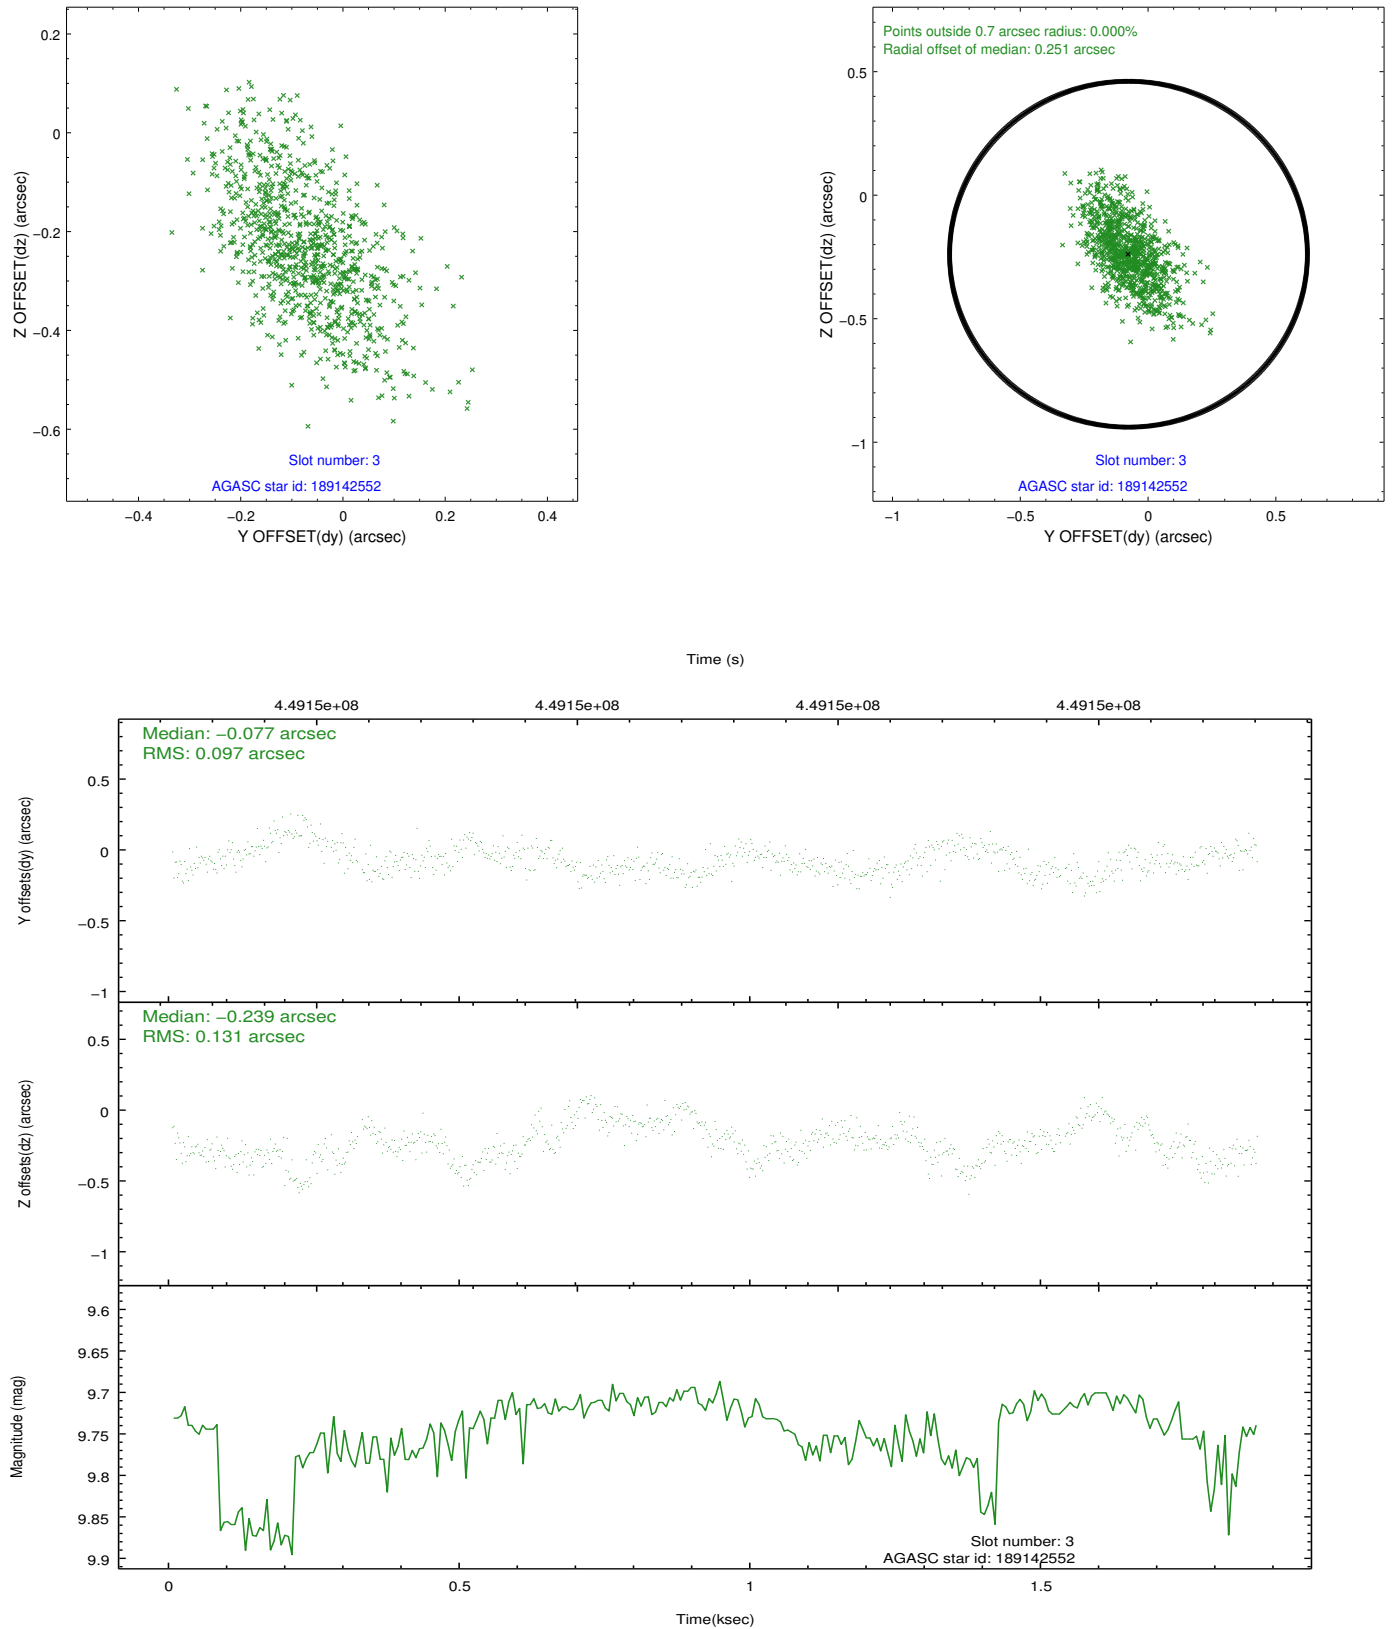 0.2
0
−0.2
−0.4
−0.6
Z OFFSET(dz) (arcsec)
Slot number: 3
AGASC star id: 189142552
−0.4
−0.2
0
0.2
0.4
Y OFFSET(dy) (arcsec)
Points outside 0.7 arcsec radius: 0.000%
Radial offset of median: 0.251 arcsec
0.5
0
−0.5
−1
Z OFFSET(dz) (arcsec)
Slot number: 3
AGASC star id: 189142552
−1
−0.5
0
0.5
Y OFFSET(dy) (arcsec)
Time (s)
4.4915e+08
4.4915e+08
4.4915e+08
4.4915e+08
Median: −0.077 arcsec
RMS: 0.097 arcsec
0.5
0
−0.5
−1
Y offsets(dy) (arcsec)
Median: −0.239 arcsec
RMS: 0.131 arcsec
0.5
0
−0.5
−1
Z offsets(dz) (arcsec)
9.6
9.65
9.7
9.75
9.8
9.85
9.9
Magnitude (mag)
Slot number: 3
AGASC star id: 189142552
0
0.5
1
1.5
Time(ksec)